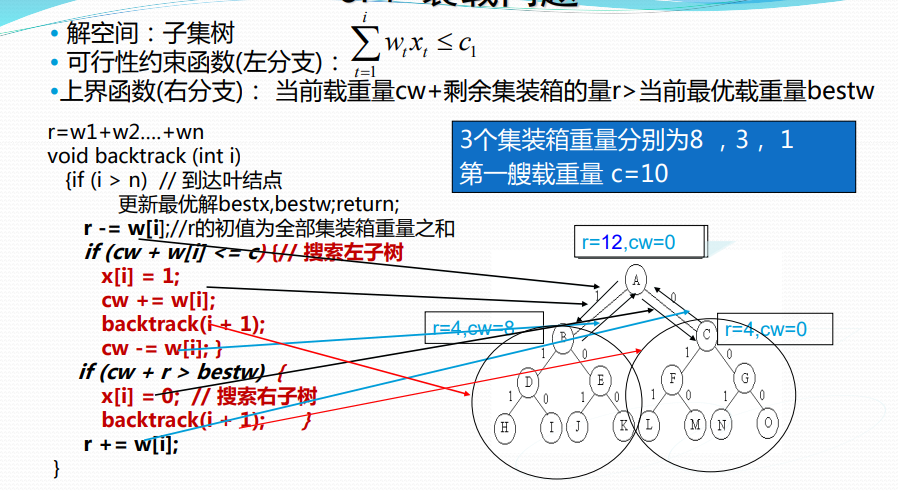 • 解空间：子集树
• 可行性约束函数(左分支)： $\sum_{t=1}^{i} w_t x_t \leq c_1$
•上界函数(右分支)： 当前载重量cw+剩余集装箱的量r>当前最优载重量bestw
r=w1+w2....+wn
void backtrack (int i)
{if (i > n) // 到达叶结点
更新最优解bestx,bestw;return;
r -= w[i];//r的初值为全部集装箱重量之和
if (cw + w[i] <= c) {// 搜索左子树
x[i] = 1;
cw += w[i];
backtrack(i + 1);
cw -= w[i]; }
if (cw + r > bestw) {
x[i] = 0; // 搜索右子树
backtrack(i + 1); }
r += w[i];
}
3个集装箱重量分别为8 ，3， 1
第一艘载重量 c=10
r=12,cw=0
A
1 0
r=4,cw=8
B
C
r=4,cw=0
1 0 1 0
D E F G
1 0 1 0 1 0 1 0
H I J K L M N O